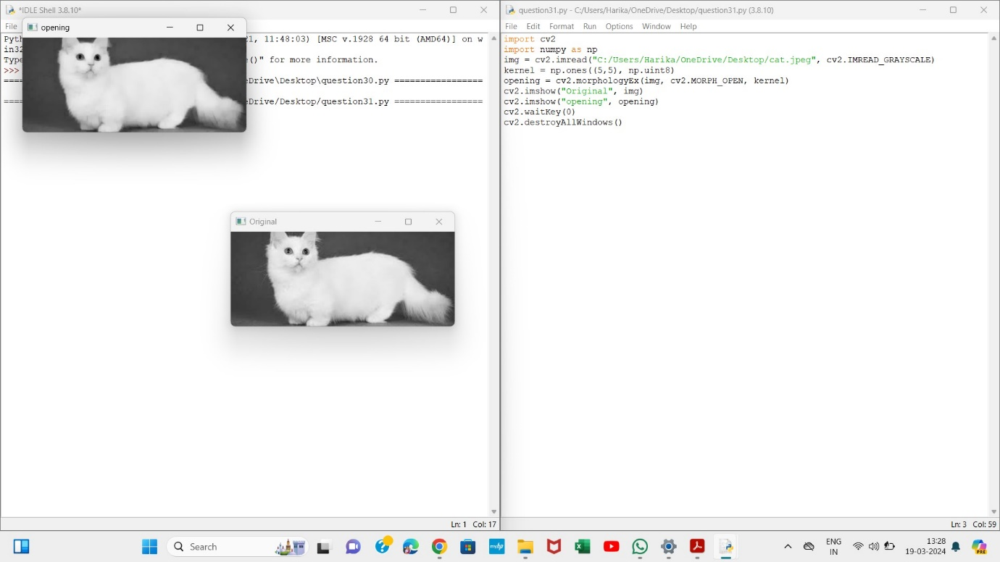 *IDLE Shell 3.8.10*
File
opening
Pyth
1, 11:48:03) [MSC v.1928 64 bit (AMD64)] on w
in32
Type
()" for more information.
>>>
=====
eDrive\Desktop\question30.py =================
=====
eDrive/Desktop/question31.py =================
Original
Ln: 1 Col: 17
question31.py - C:/Users/Harika/OneDrive/Desktop/question31.py (3.8.10)
File Edit Format Run Options Window Help
import cv2
import numpy as np
img = cv2.imread("C:/Users/Harika/OneDrive/Desktop/cat.jpeg", cv2.IMREAD_GRAYSCALE)
kernel = np.ones((5,5), np.uint8)
opening = cv2.morphologyEx(img, cv2.MORPH_OPEN, kernel)
cv2.imshow("Original", img)
cv2.imshow("opening", opening)
cv2.waitKey(0)
cv2.destroyAllWindows()
Ln: 3 Col: 59
Search
myhp
ENG
IN
13:28
19-03-2024
PRE